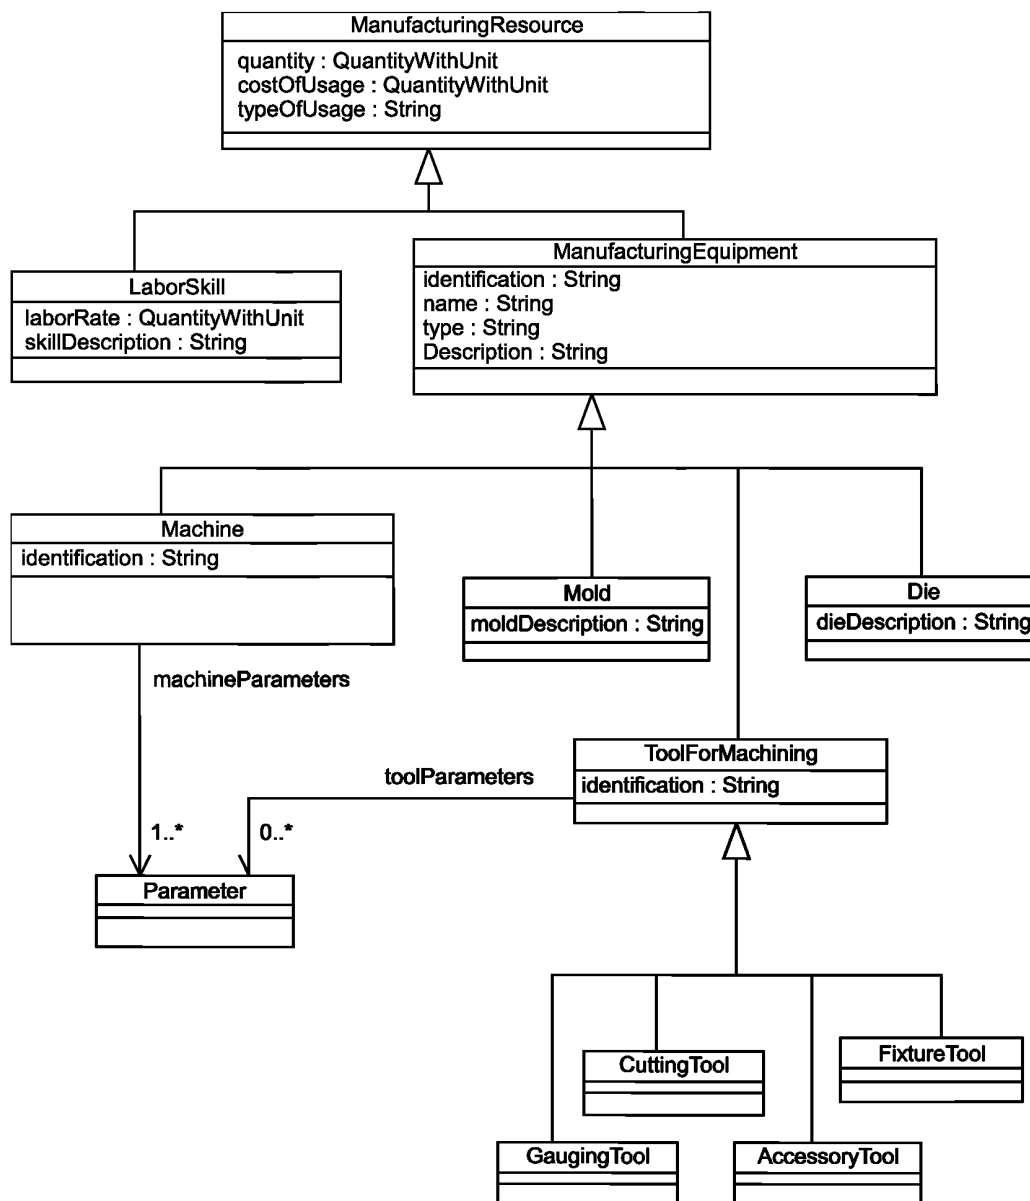 ManufacturingResource
quantity : QuantityWithUnit
costOfUsage : QuantityWithUnit
typeOfUsage : String
ManufacturingEquipment
identification : String
name : String
type : String
Description : String
LaborSkill
laborRate : QuantityWithUnit
skillDescription : String
Machine
identification : String
Mold
moldDescription : String
Die
dieDescription : String
machineParameters
ToolForMachining
identification : String
toolParameters
1..*
0..*
Parameter
CuttingTool
FixtureTool
GaugingTool
AccessoryTool